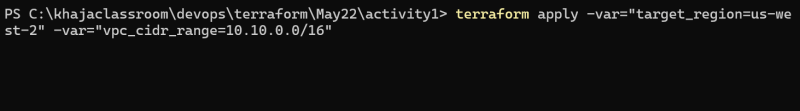 PS C:\khajaclassroom\devops\terraform\May22\activity1> terraform apply -var="target_region=us-we
st-2" -var="vpc_cidr_range=10.10.0.0/16"